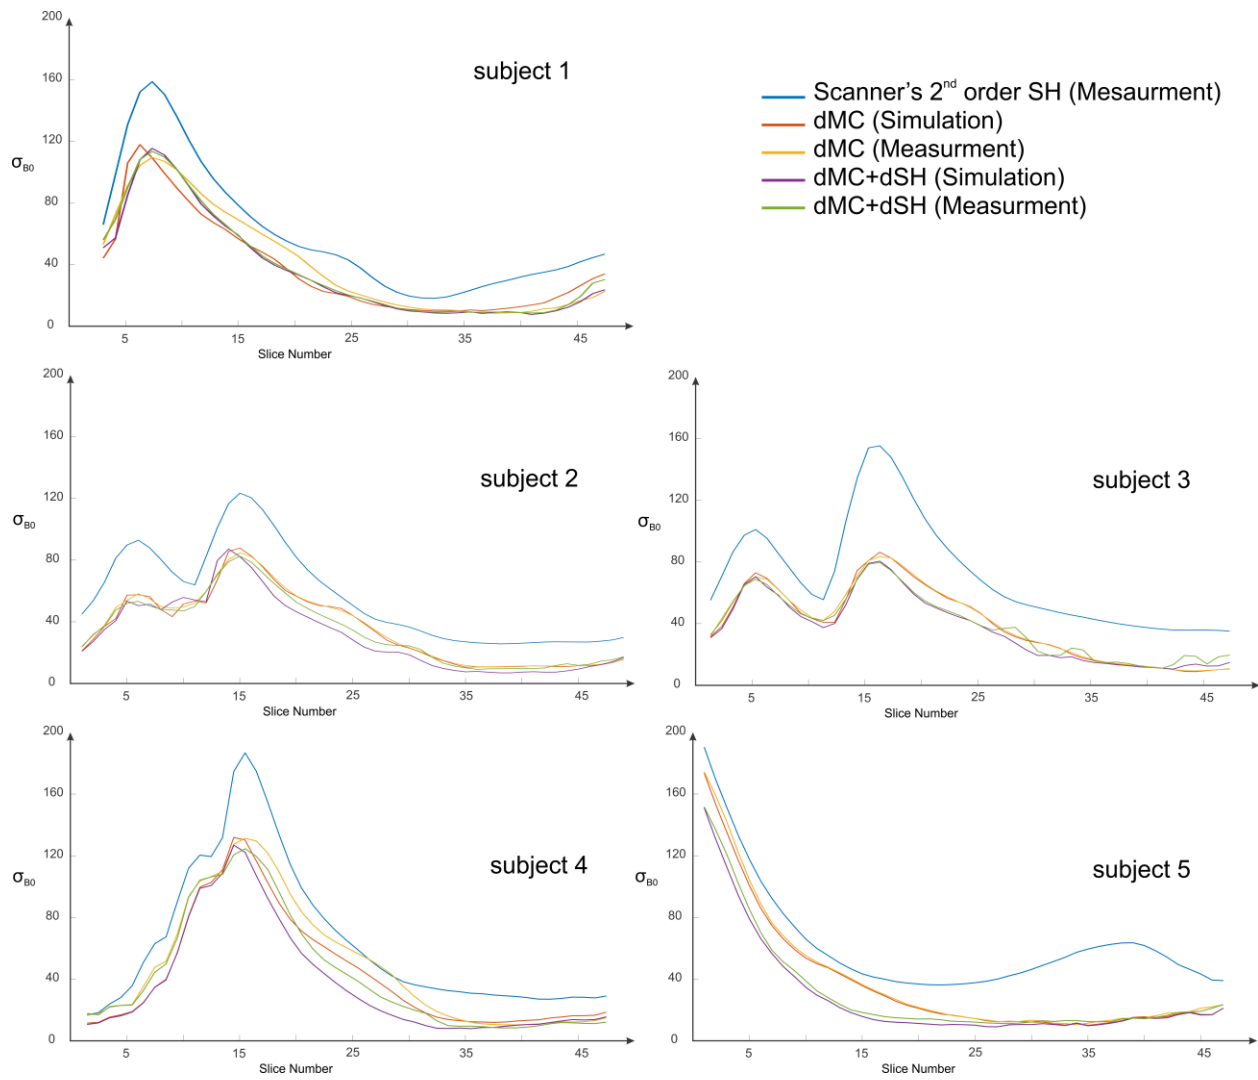 200
160
120
80
40
0
σB0
subject 1
5
15
25
35
45
Slice Number
Scanner's 2nd order SH (Mesaurment)
dMC (Simulation)
dMC (Measurment)
dMC+dSH (Simulation)
dMC+dSH (Measurment)
200
160
120
80
40
0
σB0
subject 2
5
15
25
35
45
Slice Number
200
160
120
80
40
0
σB0
subject 3
5
15
25
35
45
Slice Number
200
160
120
80
40
0
σB0
subject 4
5
15
25
35
45
Slice Number
200
160
120
80
40
0
σB0
subject 5
5
15
25
35
45
Slice Number